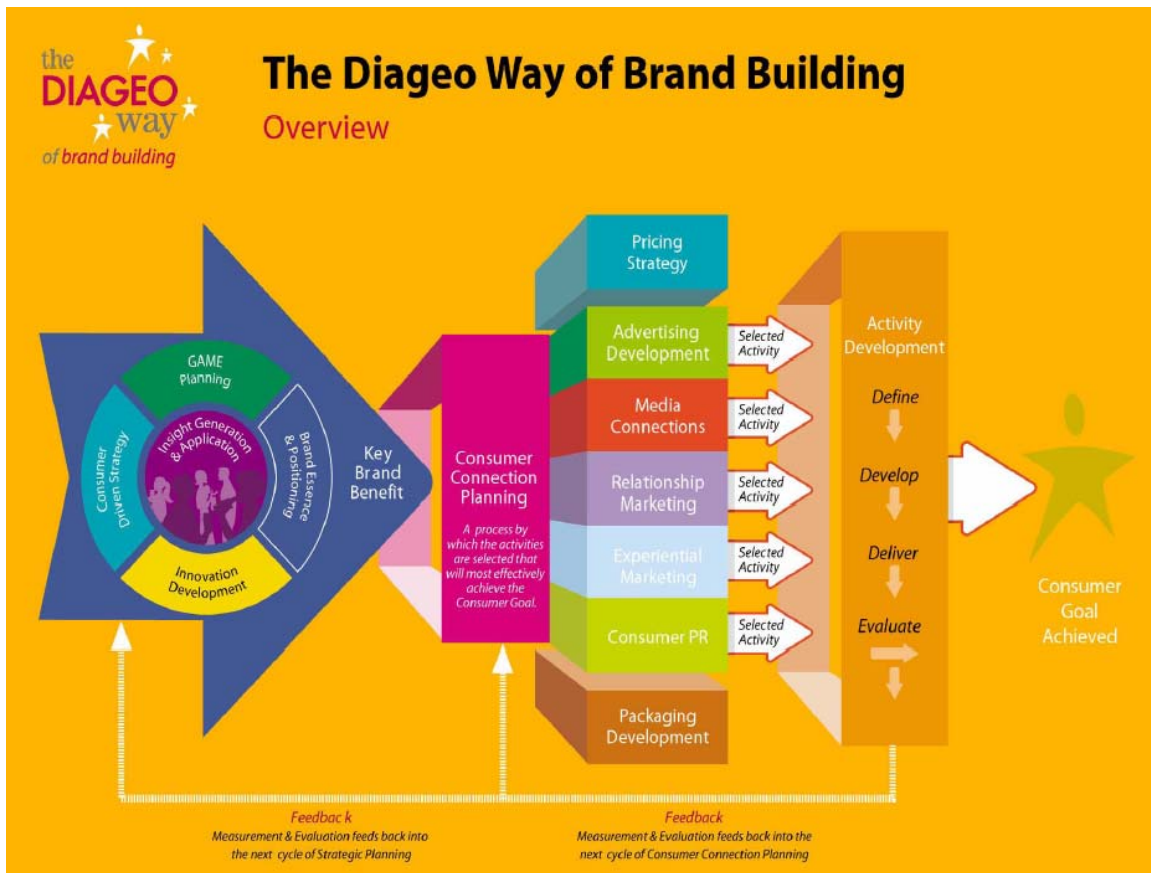 the
DIAGEO
way
of brand building
The Diageo Way of Brand Building
Overview
GAME
Planning
Consumer
Driven Strategy
Insight Generation
& Application
Brand Essence
& Positioning
Innovation
Development
Key
Brand
Benefit
Consumer
Connection
Planning
A process by
which the activities
are selected that
will most effectively
achieve the
Consumer Goal.
Pricing
Strategy
Advertising
Development
Media
Connections
Relationship
Marketing
Experiential
Marketing
Consumer PR
Packaging
Development
Selected
Activity
Selected
Activity
Selected
Activity
Selected
Activity
Selected
Activity
Activity
Development
Define
Develop
Deliver
Evaluate
Consumer
Goal
Achieved
Feedback
Measurement & Evaluation feeds back into
the next cycle of Strategic Planning
Feedback
Measurement & Evaluation feeds back into the
next cycle of Consumer Connection Planning